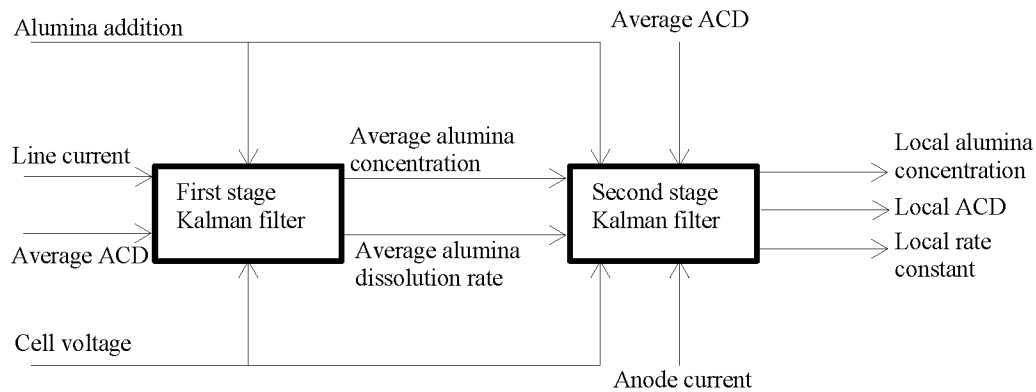 Alumina addition
Average ACD
Line current
Average ACD
First stage
Kalman filter
Average alumina
concentration
Average alumina
dissolution rate
Second stage
Kalman filter
Local alumina
concentration
Local ACD
Local rate
constant
Cell voltage
Anode current